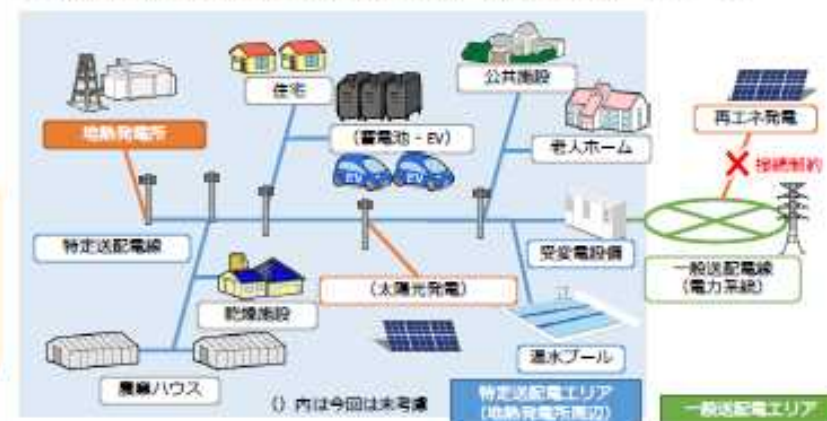 住宅
公共施設
地熱発電所
(蓄電池・EV)
老人ホーム
再エネ発電
接続制約
EV
EV
特定送配電線
受変電設備
一般送配電線
(電力系統)
乾燥施設
(太陽光発電)
温水プール
農業ハウス
()内は今回は未考慮
特定送配電エリア
(地熱発電所周辺)
一般送配電エリア